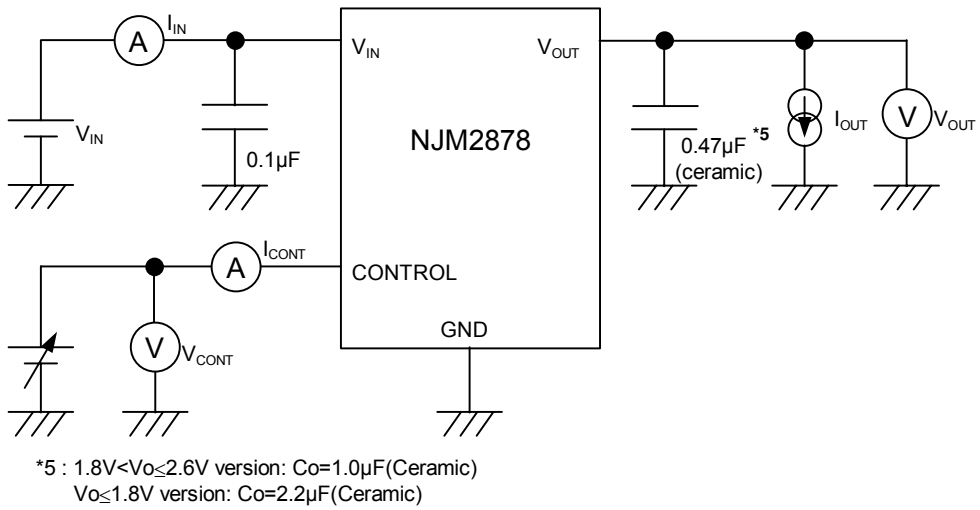 A
I_IN
V_IN
V_OUT
V_IN
0.1µF
NJM2878
0.47µF *5
(ceramic)
I_OUT
V
V_OUT
A
I_CONT
CONTROL
V
V_CONT
GND
*5 : 1.8V<Vo≤2.6V version: Co=1.0µF(Ceramic)
Vo≤1.8V version: Co=2.2µF(Ceramic)